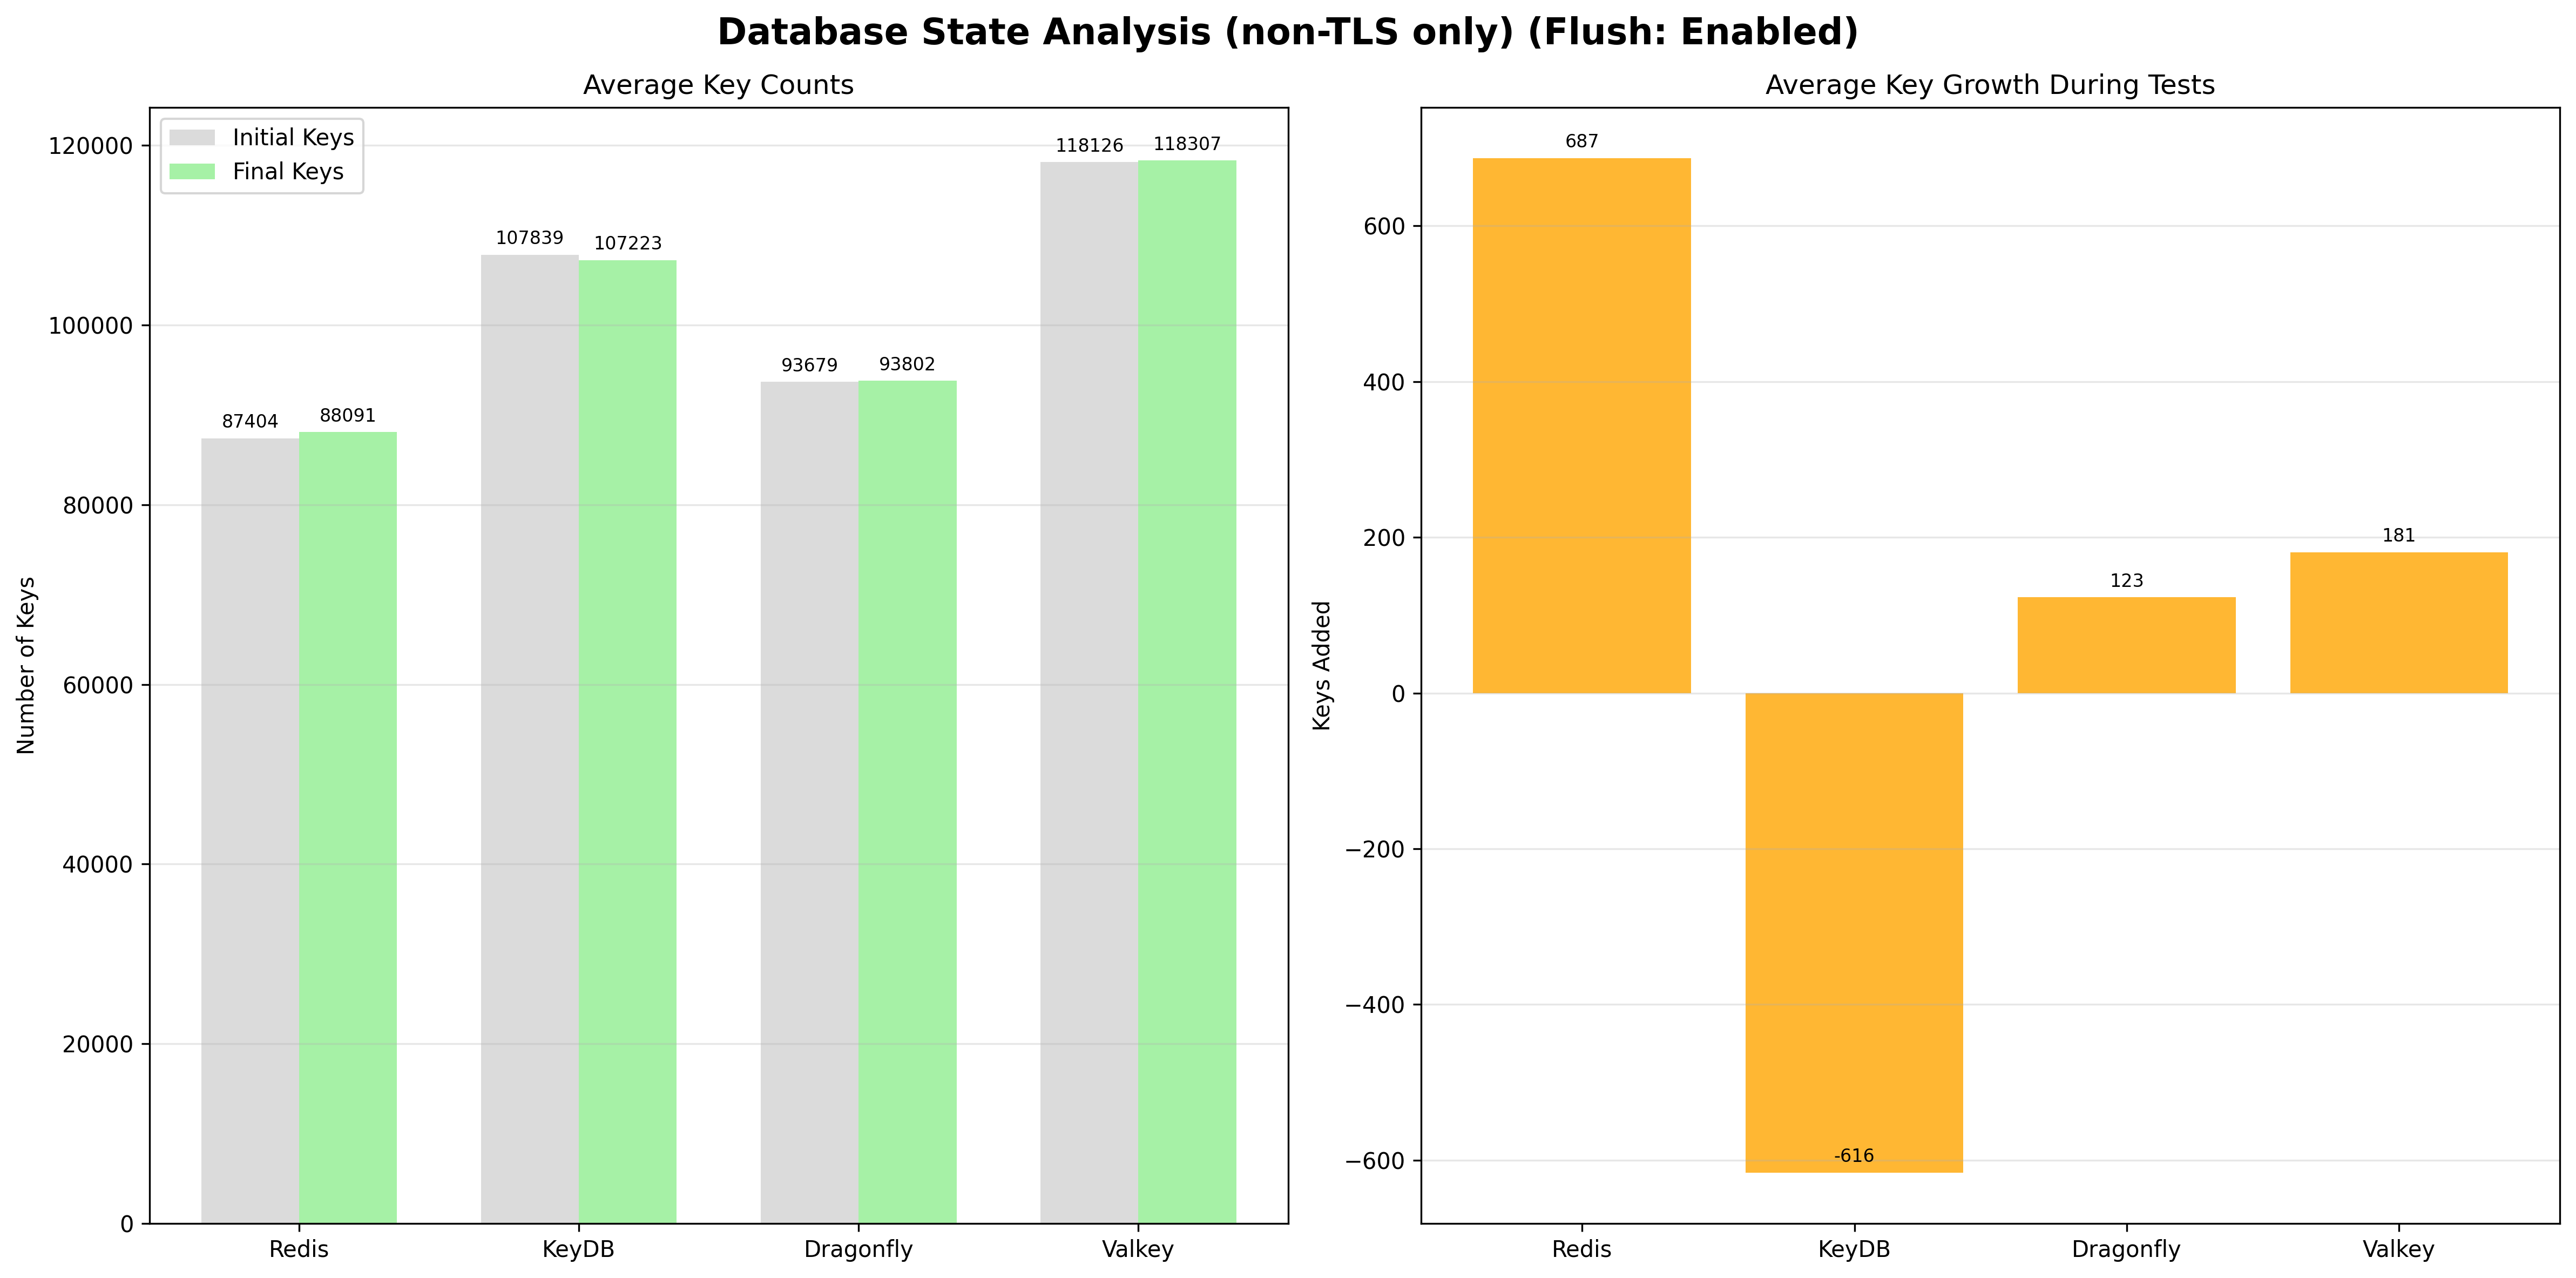 Database State Analysis (non-TLS only) (Flush: Enabled)
Average Key Counts
Initial Keys
Final Keys
Number of Keys
120000
100000
80000
60000
40000
20000
0
87404
88091
107839
107223
93679
93802
118126
118307
Redis
KeyDB
Dragonfly
Valkey
Average Key Growth During Tests
Keys Added
600
400
200
0
−200
−400
−600
687
-616
123
181
Redis
KeyDB
Dragonfly
Valkey